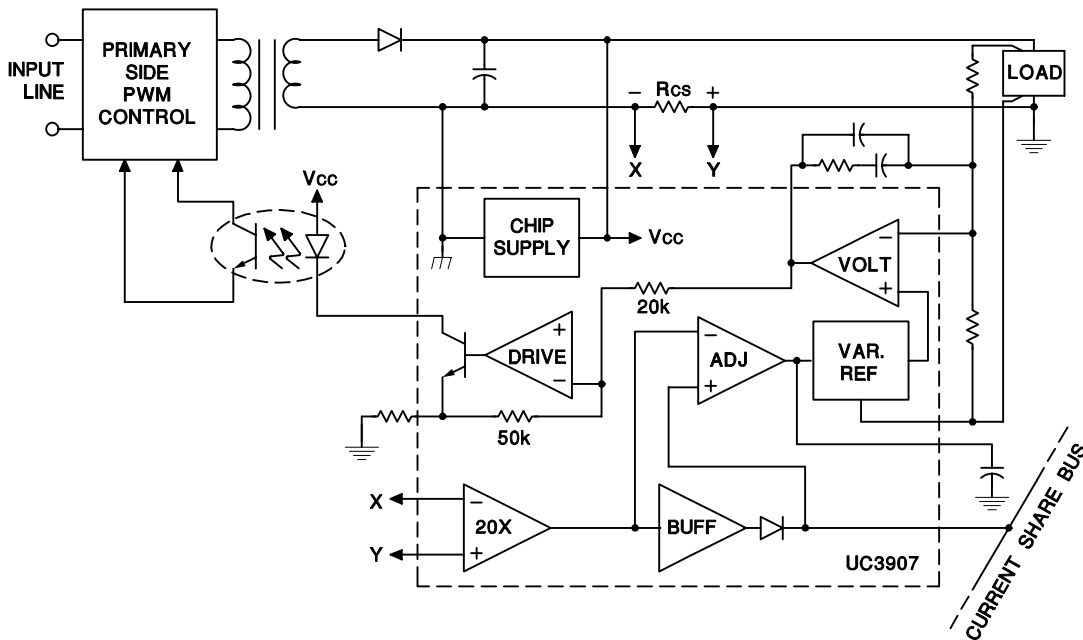 INPUT
LINE
PRIMARY
SIDE
PWM
CONTROL
LOAD
− RCS +
X
Y
VCC
CHIP
SUPPLY
VCC
−
VOLT
+
20k
+
DRIVE
−
−
ADJ
+
VAR.
REF
50k
X
−
20X
Y
+
BUFF
UC3907
CURRENT SHARE BUS